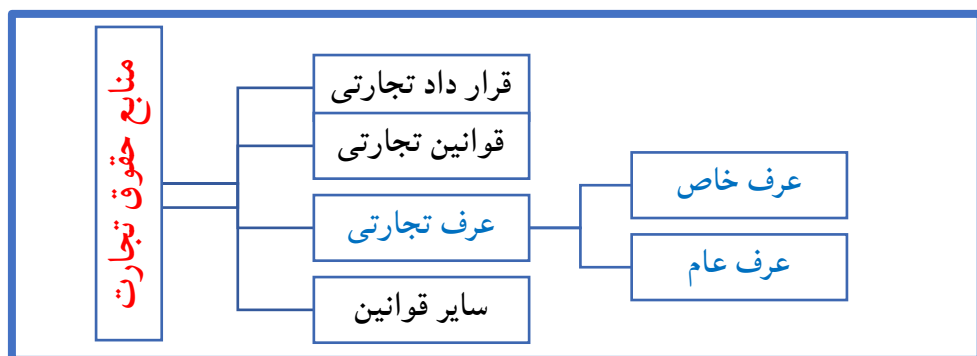 منابع حقوق تجارت
قرار داد تجارتی
قوانین تجارتی
عرف تجارتی
سایر قوانین
عرف خاص
عرف عام